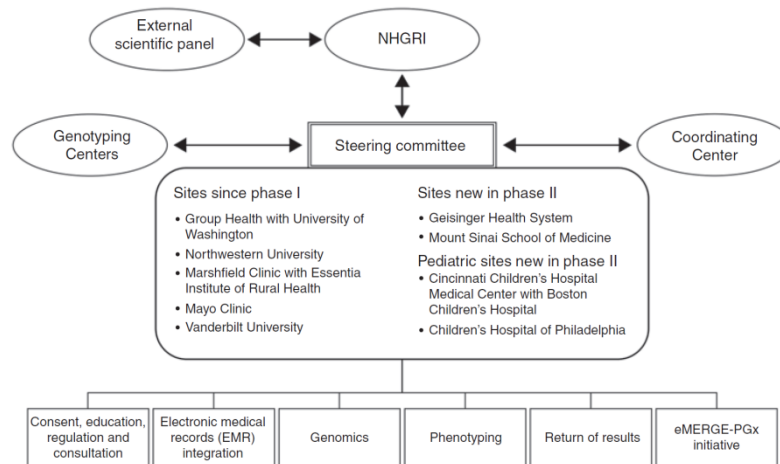 External
scientific panel
NHGRI
Genotyping
Centers
Steering committee
Coordinating
Center
Sites since phase I
• Group Health with University of
Washington
• Northwestern University
• Marshfield Clinic with Essentia
Institute of Rural Health
• Mayo Clinic
• Vanderbilt University
Sites new in phase II
• Geisinger Health System
• Mount Sinai School of Medicine
Pediatric sites new in phase II
• Cincinnati Children's Hospital
Medical Center with Boston
Children's Hospital
• Children's Hospital of Philadelphia
Consent, education,
regulation and
consultation
Electronic medical
records (EMR)
integration
Genomics
Phenotyping
Return of results
eMERGE-PGx
initiative